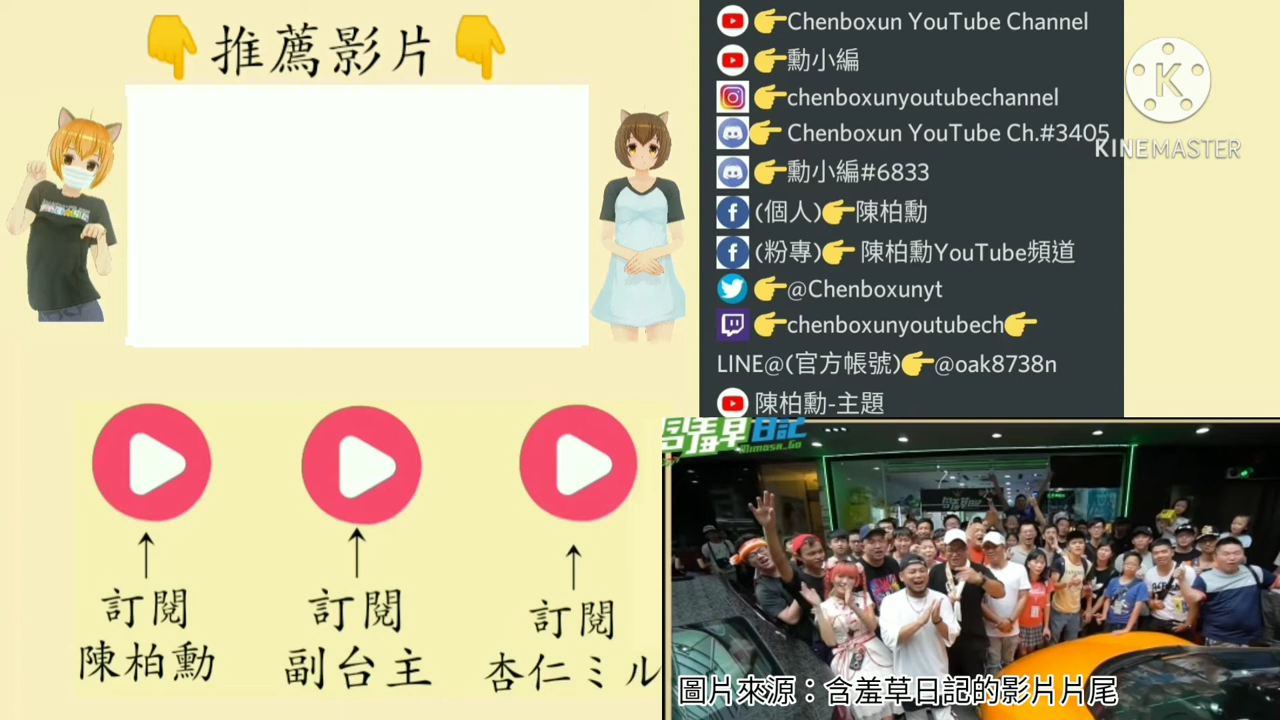 👇推薦影片👇
訂閱
陳柏勳
訂閱
副台主
訂閱
杏仁ミル
👉Chenboxun YouTube Channel
👉勳小編
👉chenboxunyoutubechannel
👉 Chenboxun YouTube Ch.#3405
👉勳小編#6833
(個人)👉陳柏勳
(粉專)👉 陳柏勳YouTube頻道
👉@Chenboxunyt
👉chenboxunyoutubech👉
LINE@(官方帳號)👉@oak8738n
陳柏勳-主題
K
KINEMASTER
含羞草日記
Mimosa_Go
圖片來源：含羞草日記的影片片尾